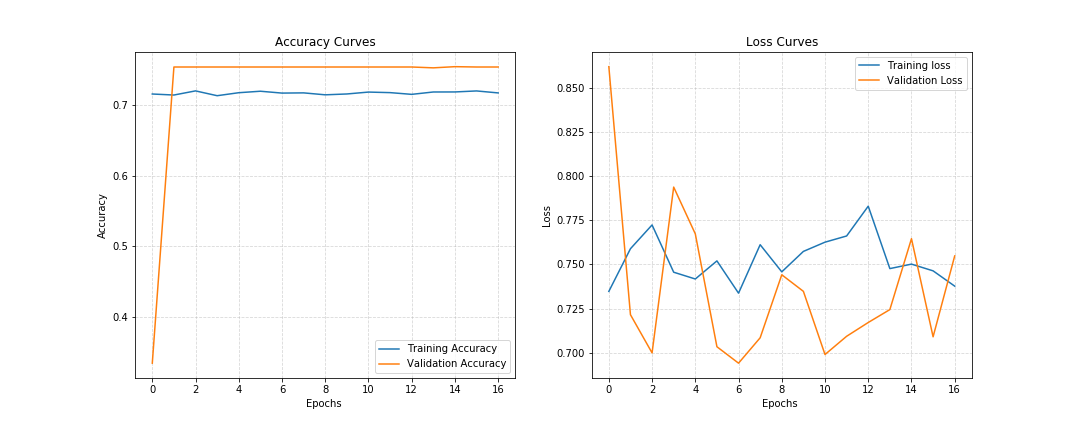 Accuracy Curves
Accuracy
0.7
0.6
0.5
0.4
0 2 4 6 8 10 12 14 16
Epochs
Training Accuracy
Validation Accuracy
Loss Curves
Loss
0.850
0.825
0.800
0.775
0.750
0.725
0.700
0 2 4 6 8 10 12 14 16
Epochs
Training loss
Validation Loss